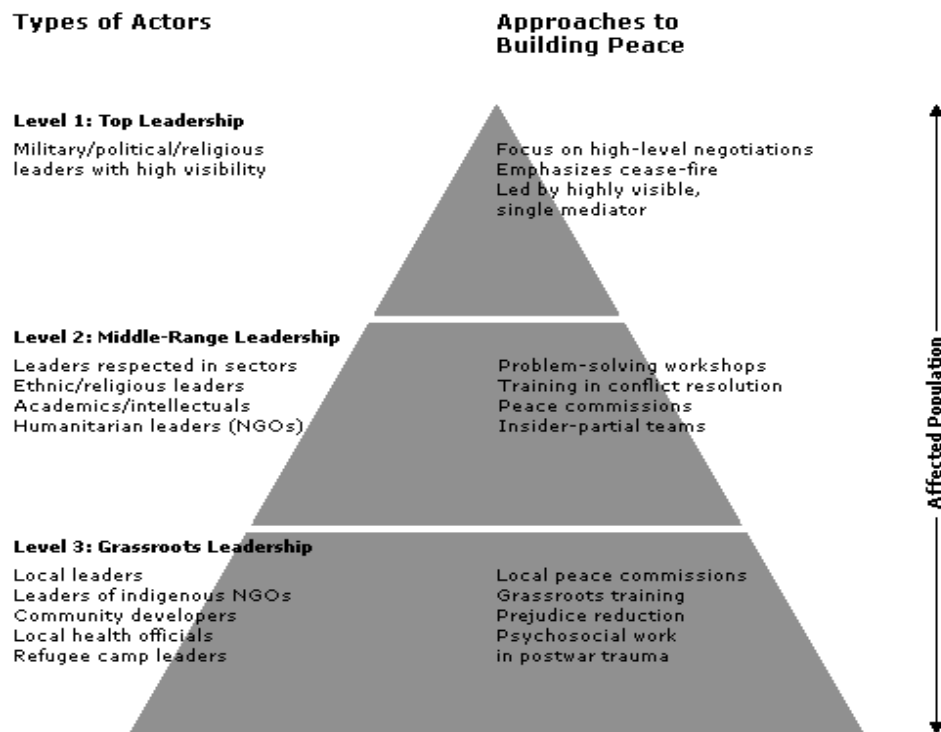 Types of Actors
Approaches to
Building Peace
Level 1: Top Leadership
Military/political/religious
leaders with high visibility
Focus on high-level negotiations
Emphasizes cease-fire
Led by highly visible,
single mediator
Level 2: Middle-Range Leadership
Leaders respected in sectors
Ethnic/religious leaders
Academics/intellectuals
Humanitarian leaders (NGOs)
Problem-solving workshops
Training in conflict resolution
Peace commissions
Insider-partial teams
Level 3: Grassroots Leadership
Local leaders
Leaders of indigenous NGOs
Community developers
Local health officials
Refugee camp leaders
Local peace commissions
Grassroots training
Prejudice reduction
Psychosocial work
in postwar trauma
Affected Population